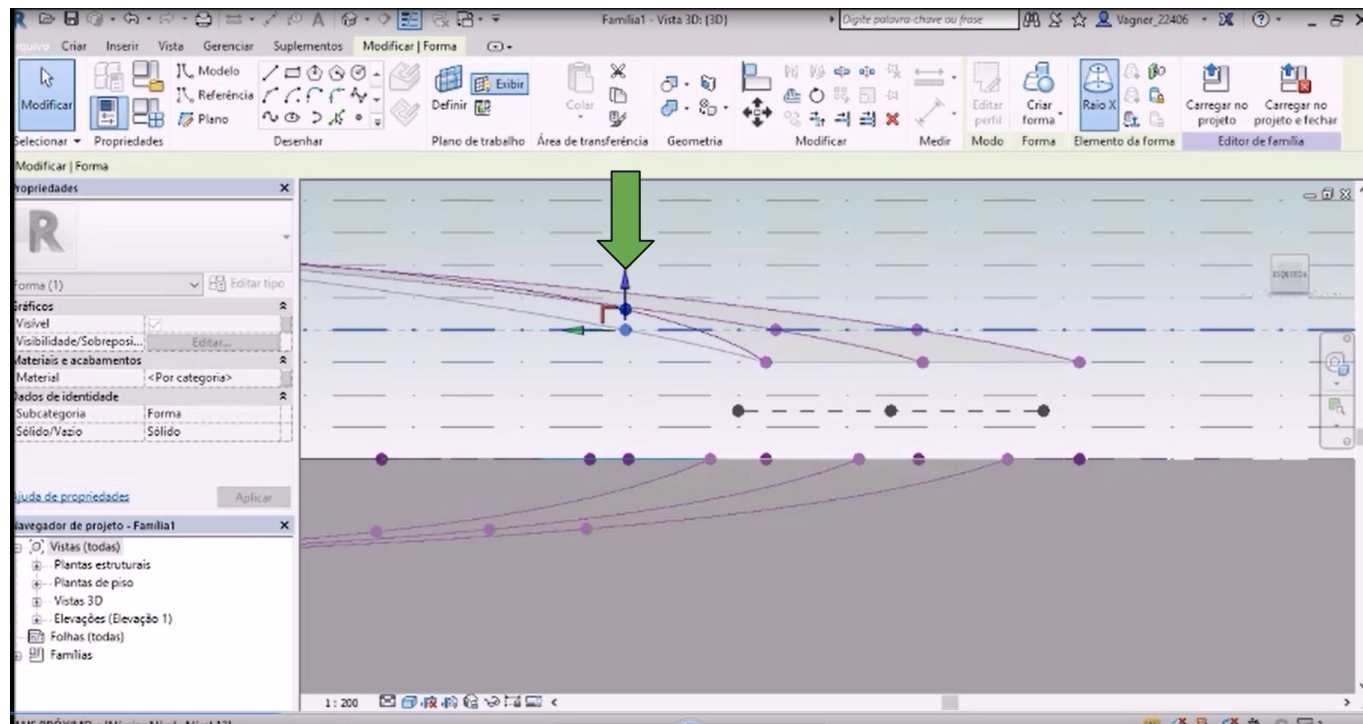 Família1 - Vista 3D: {3D}
Digite palavra-chave ou frase
Vagner_22406
Criar Inserir Vista Gerenciar Suplementos Modificar | Forma
Modificar
Modelo
Referência
Plano
Definir
Exibir
Colar
Editar perfil
Criar forma
Raio X
Carregar no projeto
Carregar no projeto e fechar
Selecionar
Propriedades
Desenhar
Plano de trabalho
Área de transferência
Geometria
Modificar
Medir
Modo
Forma
Elemento da forma
Editor de família
Modificar | Forma
Propriedades
R
Forma (1)
Editar tipo
Gráficos
Visível
Visibilidade/Sobreposi...
Editar...
Materiais e acabamentos
Material
<Por categoria>
Dados de identidade
Subcategoria
Forma
Sólido/Vazio
Sólido
Ajuda de propriedades
Aplicar
Navegador de projeto - Família1
Vistas (todas)
Plantas estruturais
Plantas de piso
Vistas 3D
Elevações (Elevação 1)
Folhas (todas)
Famílias
ESQUERDA
1 : 200